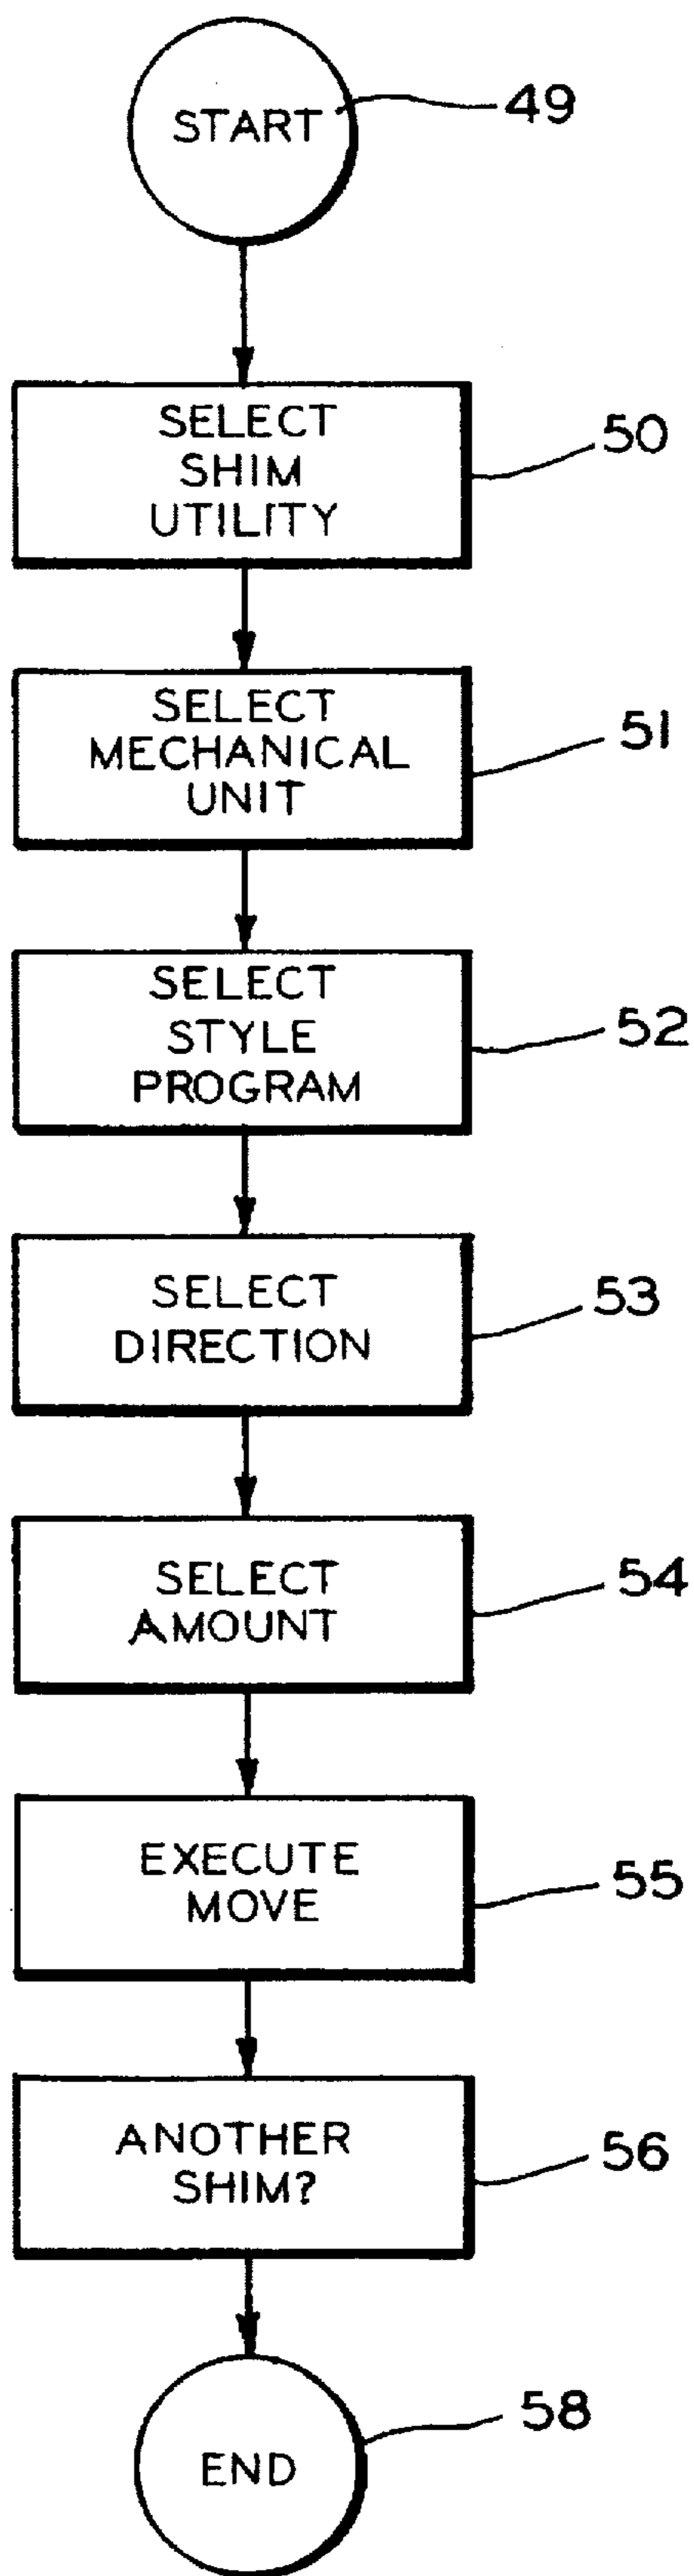 START
49
SELECT
SHIM
UTILITY
50
SELECT
MECHANICAL
UNIT
51
SELECT
STYLE
PROGRAM
52
SELECT
DIRECTION
53
SELECT
AMOUNT
54
EXECUTE
MOVE
55
ANOTHER
SHIM?
56
END
58